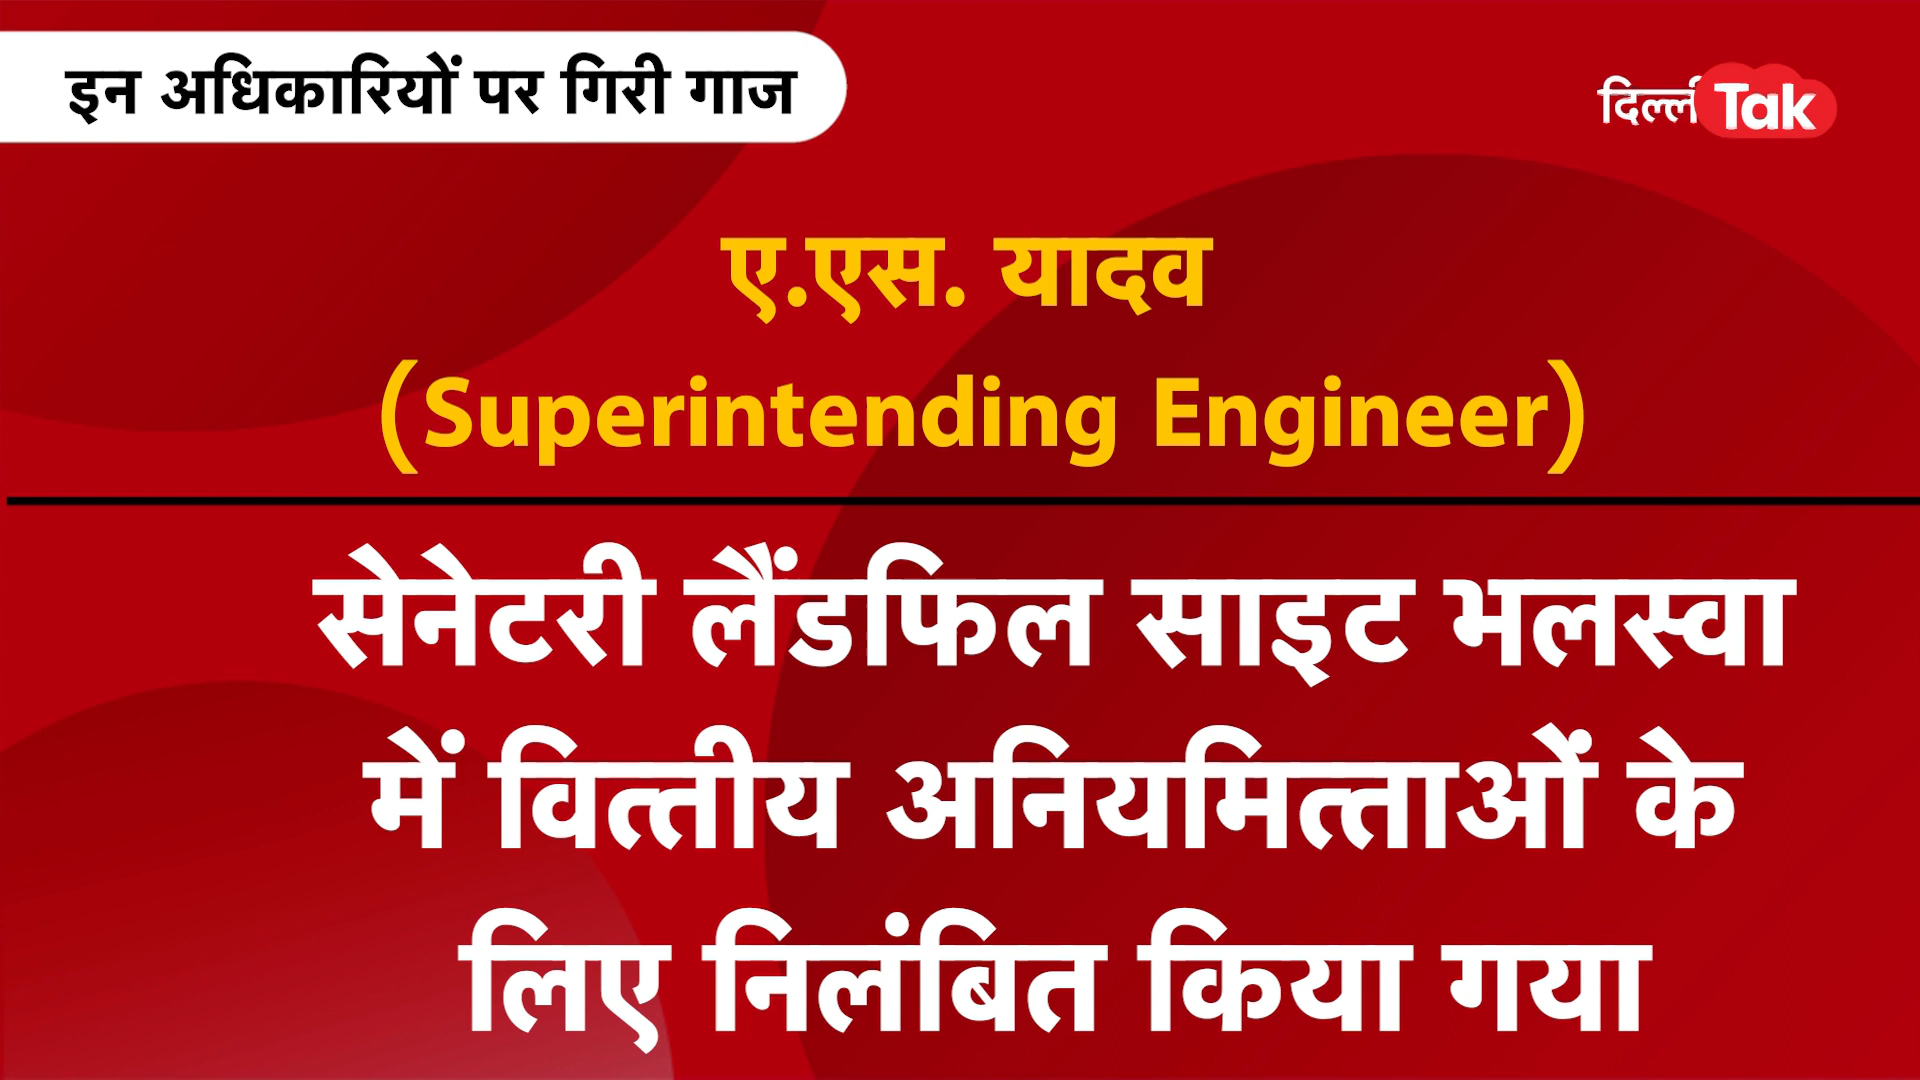 इन अधिकारियों पर गिरी गाज
दिल्ली Tak
ए.एस. यादव
(Superintending Engineer)
सेनेटरी लैंडफिल साइट भलस्वा
में वित्तीय अनियमित्ताओं के
लिए निलंबित किया गया